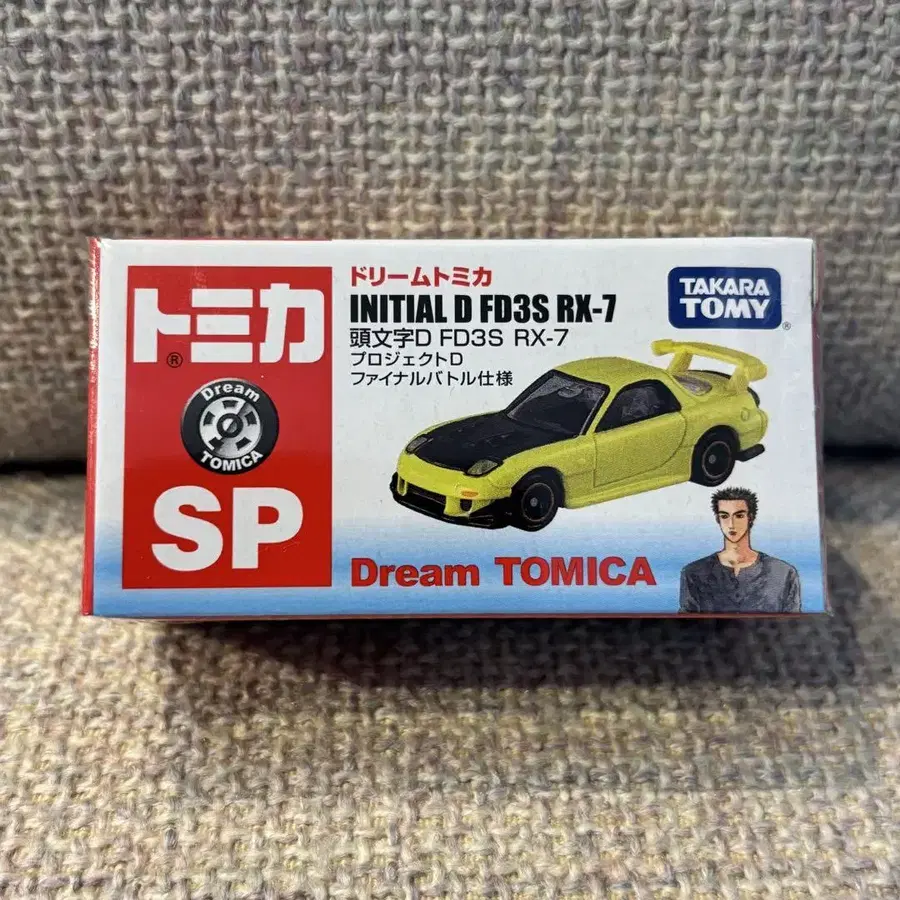 トミカ
®
Dream
TOMICA
SP
ドリームトミカ
INITIAL D FD3S RX-7
頭文字D FD3S RX-7
プロジェクトD
ファイナルバトル仕様
Dream TOMICA
TAKARA
TOMY
®